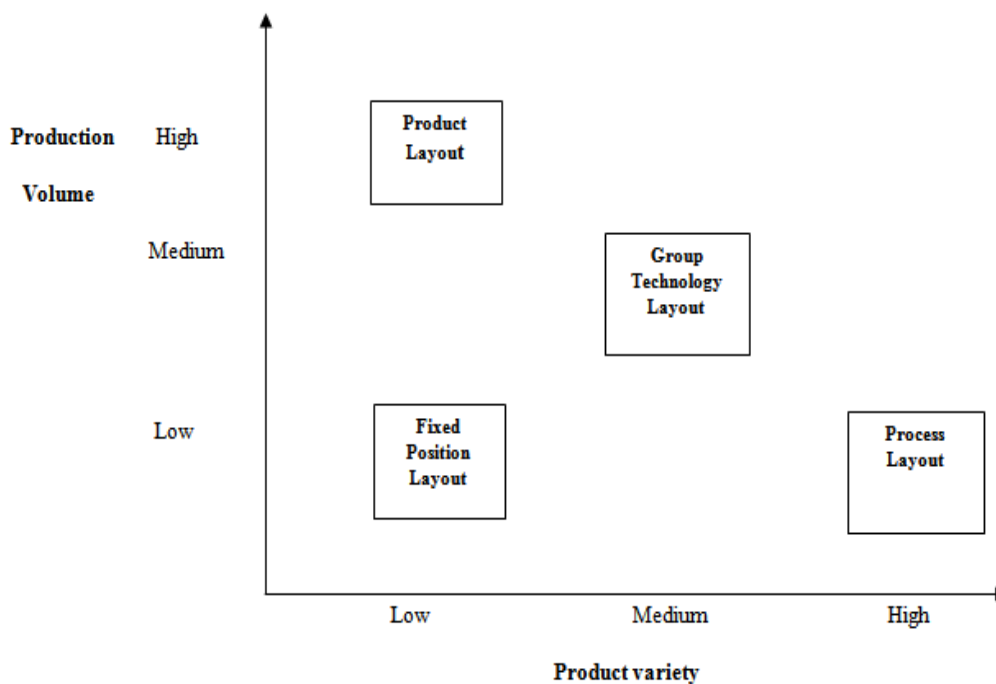 Product
Layout
Production
High
Volume
Medium
Group
Technology
Layout
Low
Fixed
Position
Layout
Process
Layout
Low
Medium
High
Product variety